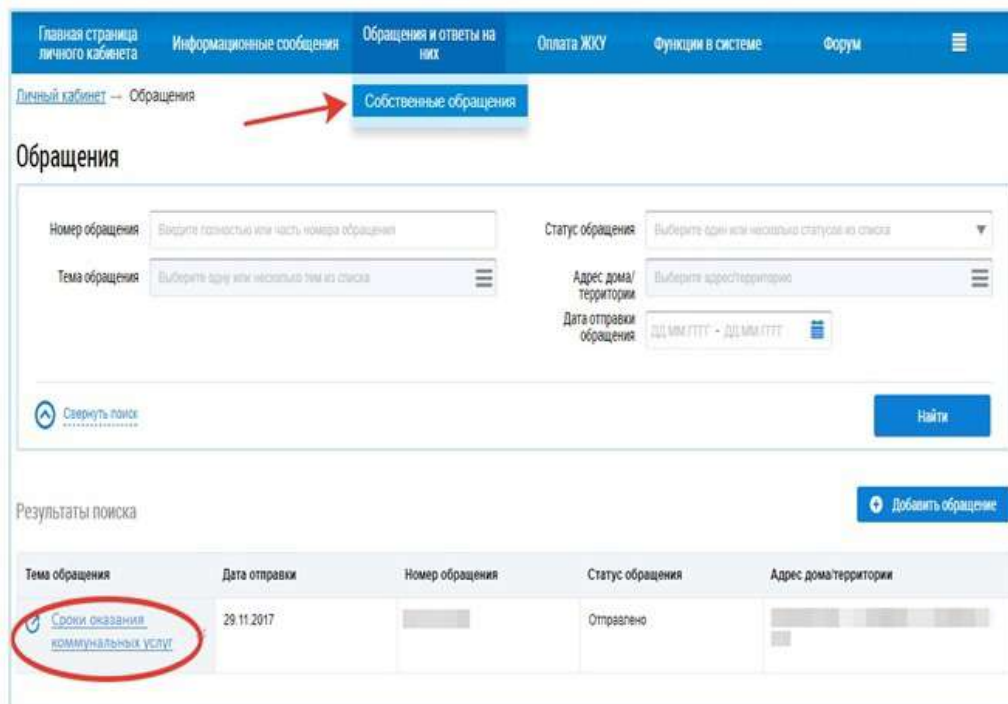 Главная страница
личного кабинета
Информационные сообщения
Обращения и ответы на
них
Оплата ЖКУ
Функции в системе
Форум
Личный кабинет → Обращения
Собственные обращения
Обращения
Номер обращения
Введите полностью или часть номера обращения
Статус обращения
Выберите один или несколько статусов из списка
Тема обращения
Выберите одну или несколько тем из списка
Адрес дома/
территории
Выберите адрес/территорию
Дата отправки
обращения
ДД.ММ.ГГГГ - ДД.ММ.ГГГГ
Свернуть поиск
Найти
Результаты поиска
Добавить обращение
Тема обращения
Дата отправки
Номер обращения
Статус обращения
Адрес дома/территории
Сроки оказания
коммунальных услуг
29.11.2017
Отправлено